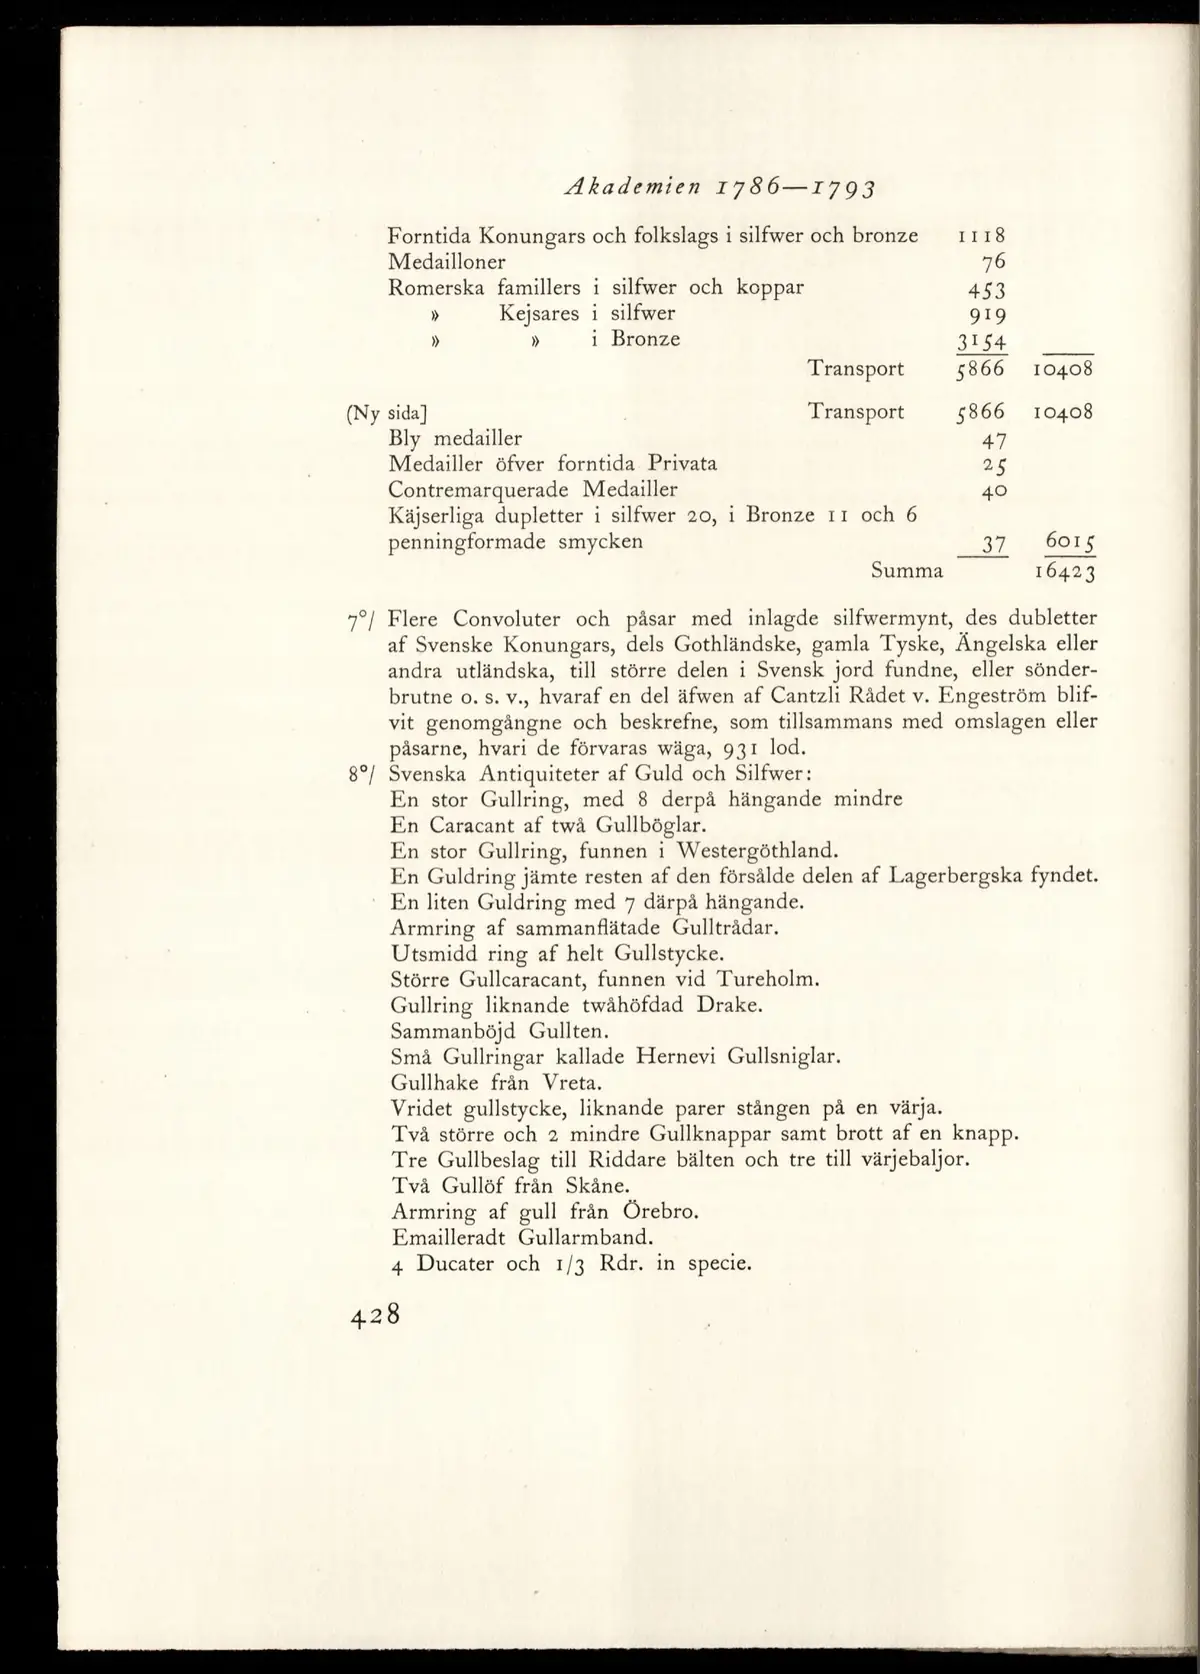 Akademien 1786—1793
Forntida Konungars och folkslags i silfwer och bronze 1118
Medailloner 76
Romerska famillers i silfwer och koppar 453
» Kejsares i silfwer 919
» » i Bronze 3154
Transport 5866 10408
(Ny sida] Transport 5866 10408
Bly medailler 47
Medailler öfver forntida Privata 25
Contremarquerade Medailler 40
Käjserliga dupletter i silfwer 20, i Bronze 11 och 6
penningformade smycken 37 6015
Summa 16423
7°/ Flere Convoluter och påsar med inlagde silfwermynt, des dubletter
af Svenske Konungars, dels Gothländske, gamla Tyske, Ängelska eller
andra utländska, till större delen i Svensk jord fundne, eller sönder-
brutne o. s. v., hvaraf en del äfwen af Cantzli Rådet v. Engeström blif-
vit genomgångne och beskrefne, som tillsammans med omslagen eller
påsarne, hvari de förvaras wäga, 931 lod.
8°/ Svenska Antiquiteter af Guld och Silfwer:
En stor Gullring, med 8 derpå hängande mindre
En Caracant af twå Gullböglar.
En stor Gullring, funnen i Westergöthland.
En Guldring jämte resten af den försålde delen af Lagerbergska fyndet.
En liten Guldring med 7 därpå hängande.
Armring af sammanflätade Gulltrådar.
Utsmidd ring af helt Gullstycke.
Större Gullcaracant, funnen vid Tureholm.
Gullring liknande twåhöfdad Drake.
Sammanböjd Gullten.
Små Gullringar kallade Hernevi Gullsniglar.
Gullhake från Vreta.
Vridet gullstycke, liknande parer stången på en värja.
Två större och 2 mindre Gullknappar samt brott af en knapp.
Tre Gullbeslag till Riddare bälten och tre till värjebaljor.
Två Gullöf från Skåne.
Armring af gull från Örebro.
Emailleradt Gullarmband.
4 Ducater och 1/3 Rdr. in specie.
428